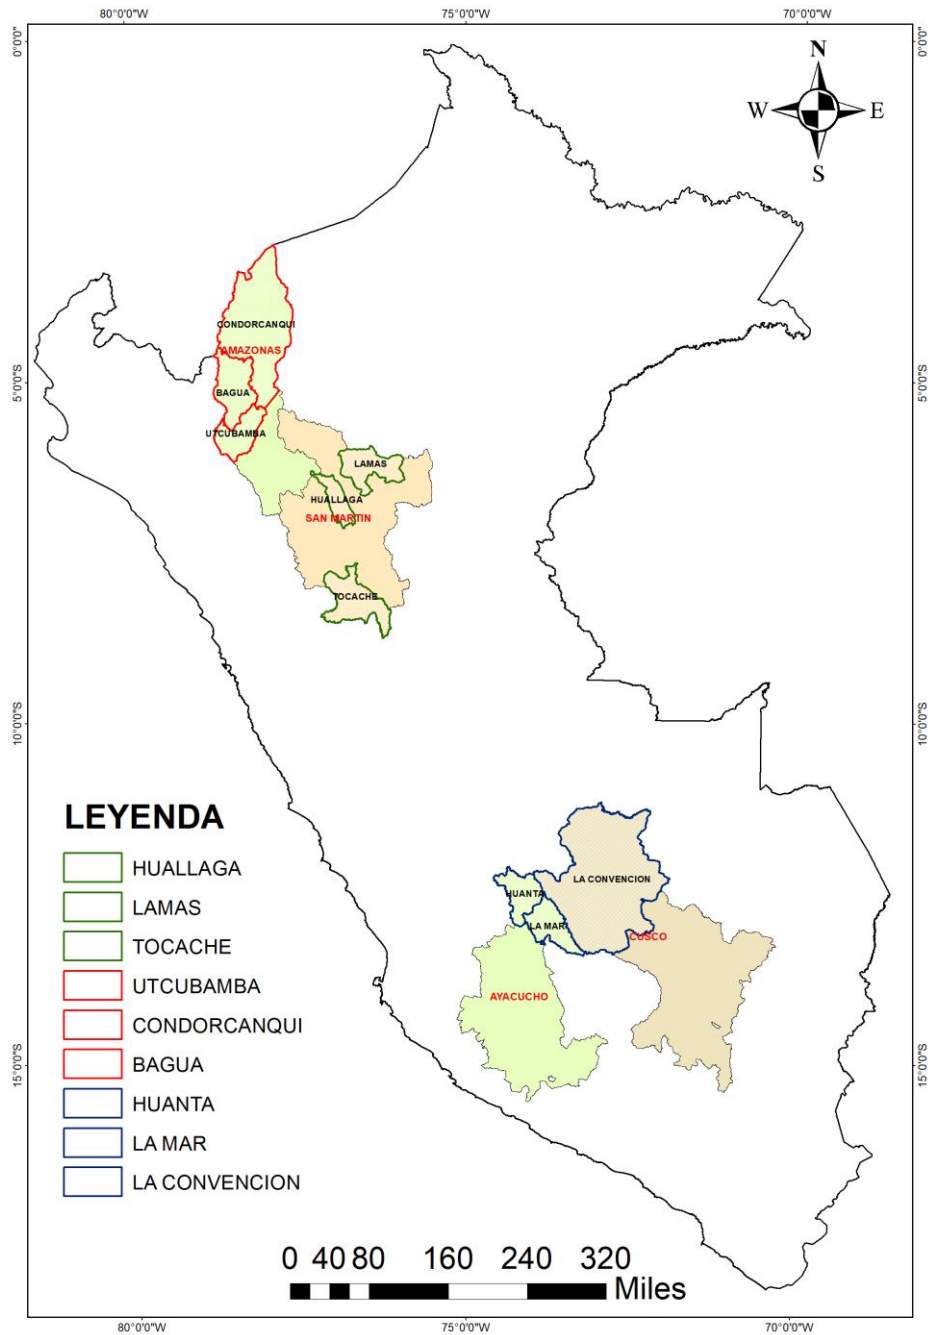 80°0'0"W 75°0'0"W 70°0'0"W
0°0'0"
0°0'0"
N
W E
S
CONDORCANQUI
AMAZONAS
5°0'0"S
5°0'0"S
BAGUA
UTCUBAMBA
LAMAS
HUALLAGA
SAN MARTIN
TOCACHE
10°0'0"S
10°0'0"S
LEYENDA
HUALLAGA
LAMAS
TOCACHE
UTCUBAMBA
CONDORCANQUI
BAGUA
HUANTA
LA MAR
LA CONVENCION
LA CONVENCION
HUANTA
LA MAR
CUSCO
AYACUCHO
15°0'0"S
15°0'0"S
0 40 80 160 240 320
Miles
80°0'0"W 75°0'0"W 70°0'0"W